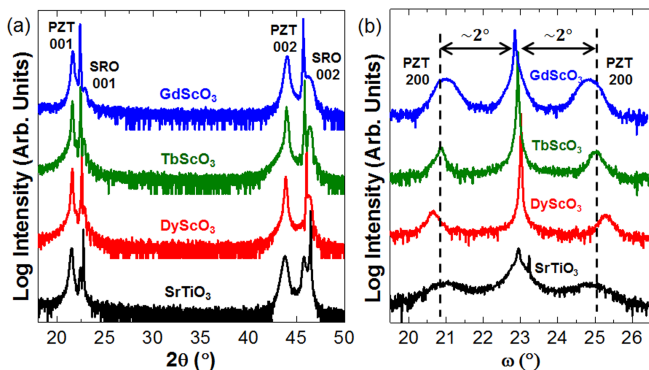 (a)
PZT
001
SRO
001
PZT
002
SRO
002
GdScO₃
TbScO₃
DyScO₃
SrTiO₃
Log Intensity (Arb. Units)
20 25 30 35 40 45 50
2θ (°)
(b)
~2° ~2°
PZT
200
PZT
200
GdScO₃
TbScO₃
DyScO₃
SrTiO₃
Log Intensity (Arb. Units)
20 21 22 23 24 25 26
ω (°)